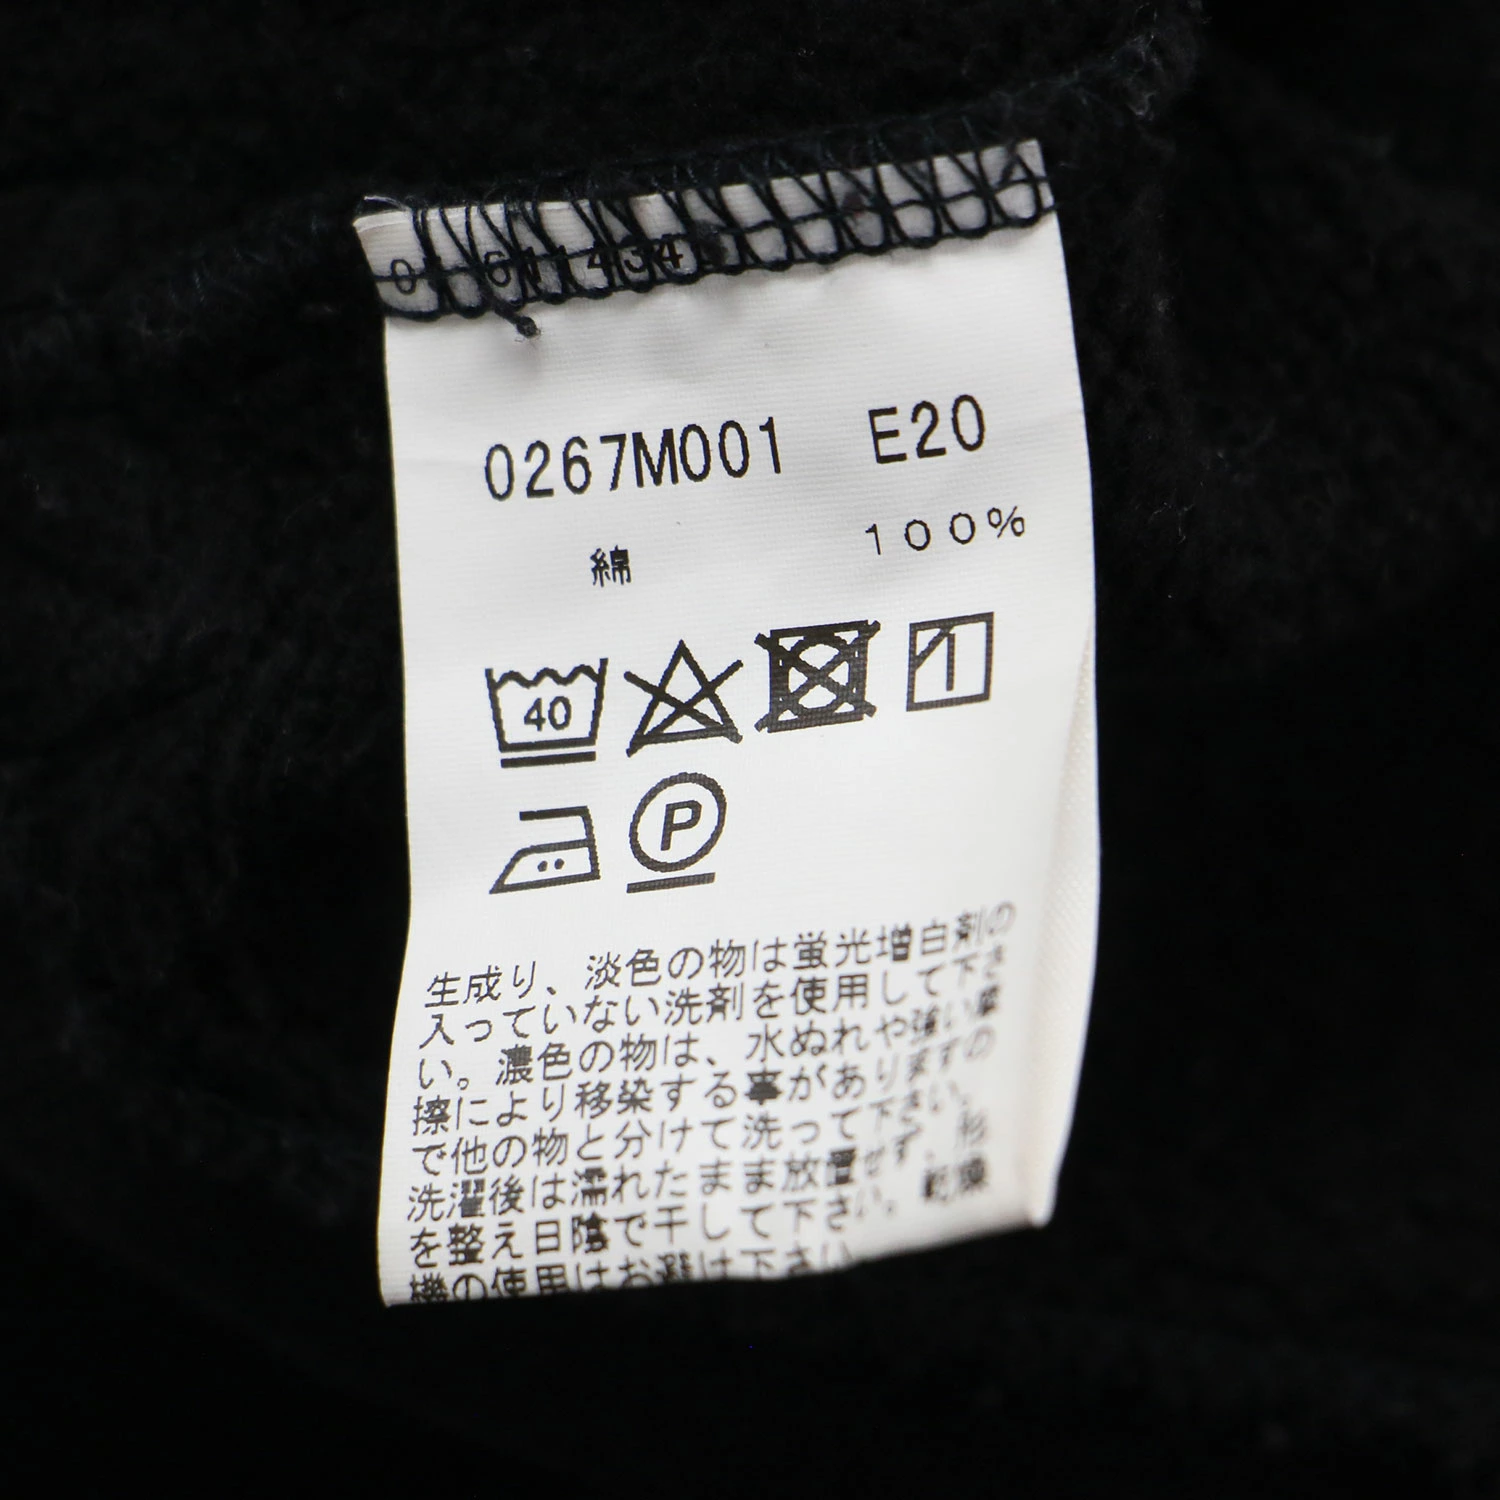 611434
0267M001 E20
綿 100%
40
P
生成り、淡色の物は蛍光増白剤の
入っていない洗剤を使用して下さ
い。濃色の物は、水ぬれや強い摩
擦により移染する事がありますの
で他の物と分けて洗って下さい。
洗濯後は濡れたまま放置せず、形
を整え日陰で干して下さい。乾燥
機の使用はお避け下さい